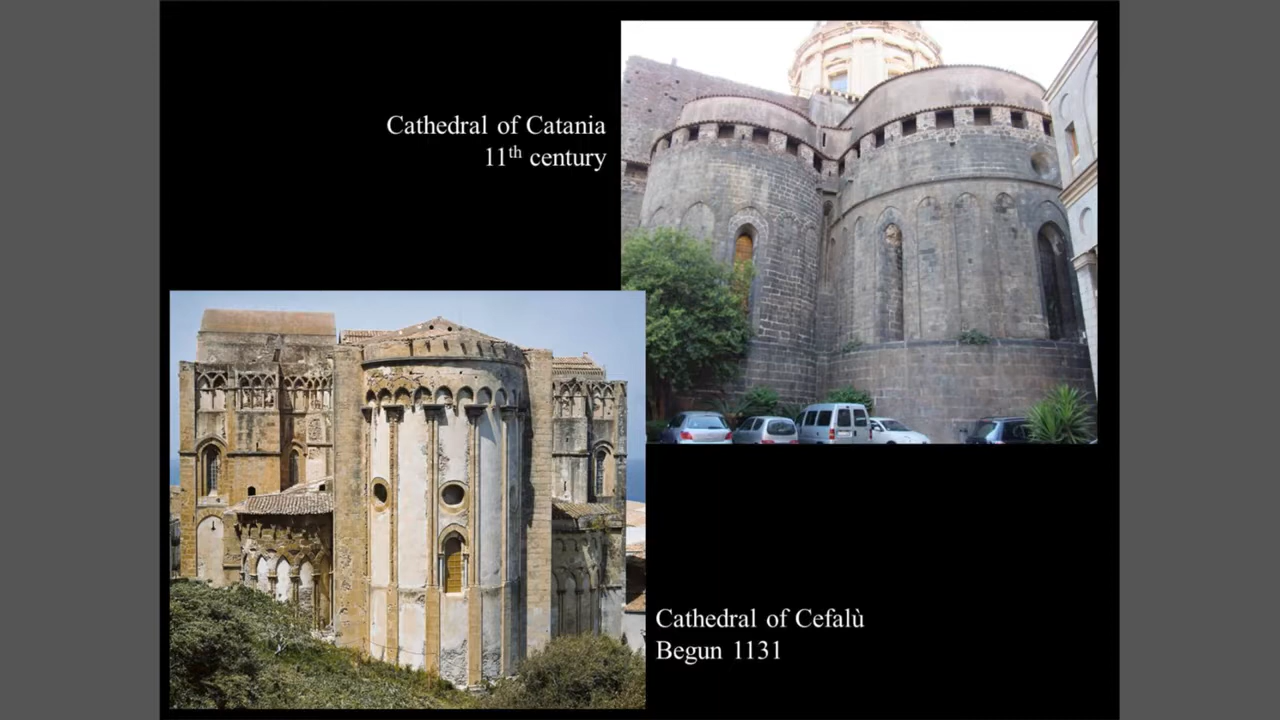 Cathedral of Catania
11th century
Cathedral of Cefalù
Begun 1131